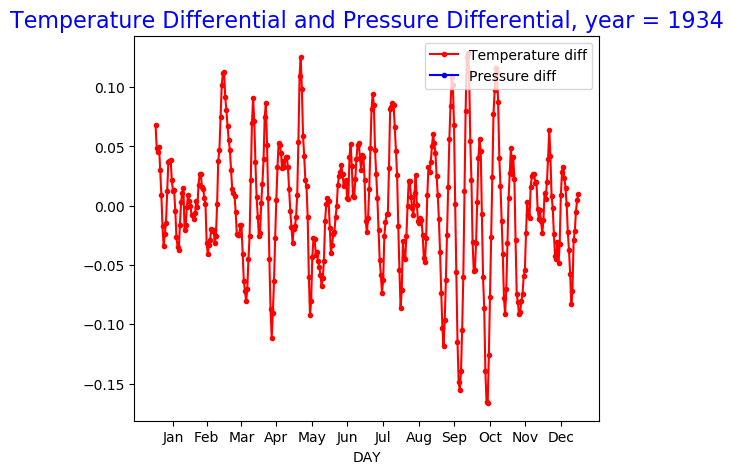 Temperature Differential and Pressure Differential, year = 1934
Temperature diff
Pressure diff
0.10
0.05
0.00
−0.05
−0.10
−0.15
Jan Feb Mar Apr May Jun Jul Aug Sep Oct Nov Dec
DAY